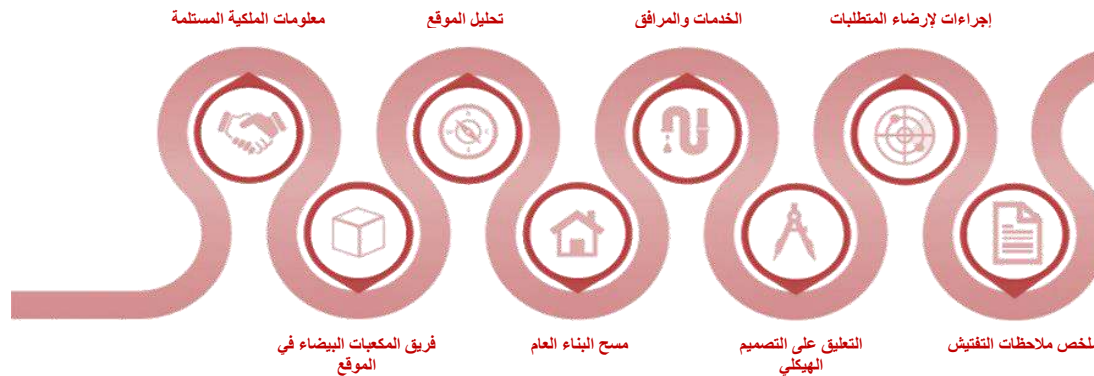 معلومات الملكية المستلمة
تحليل الموقع
الخدمات والمرافق
إجراءات لإرضاء المتطلبات
فريق المكعبات البيضاء في
الموقع
مسح البناء العام
التعليق على التصميم
الهيكلي
ملخص ملاحظات التفتيش